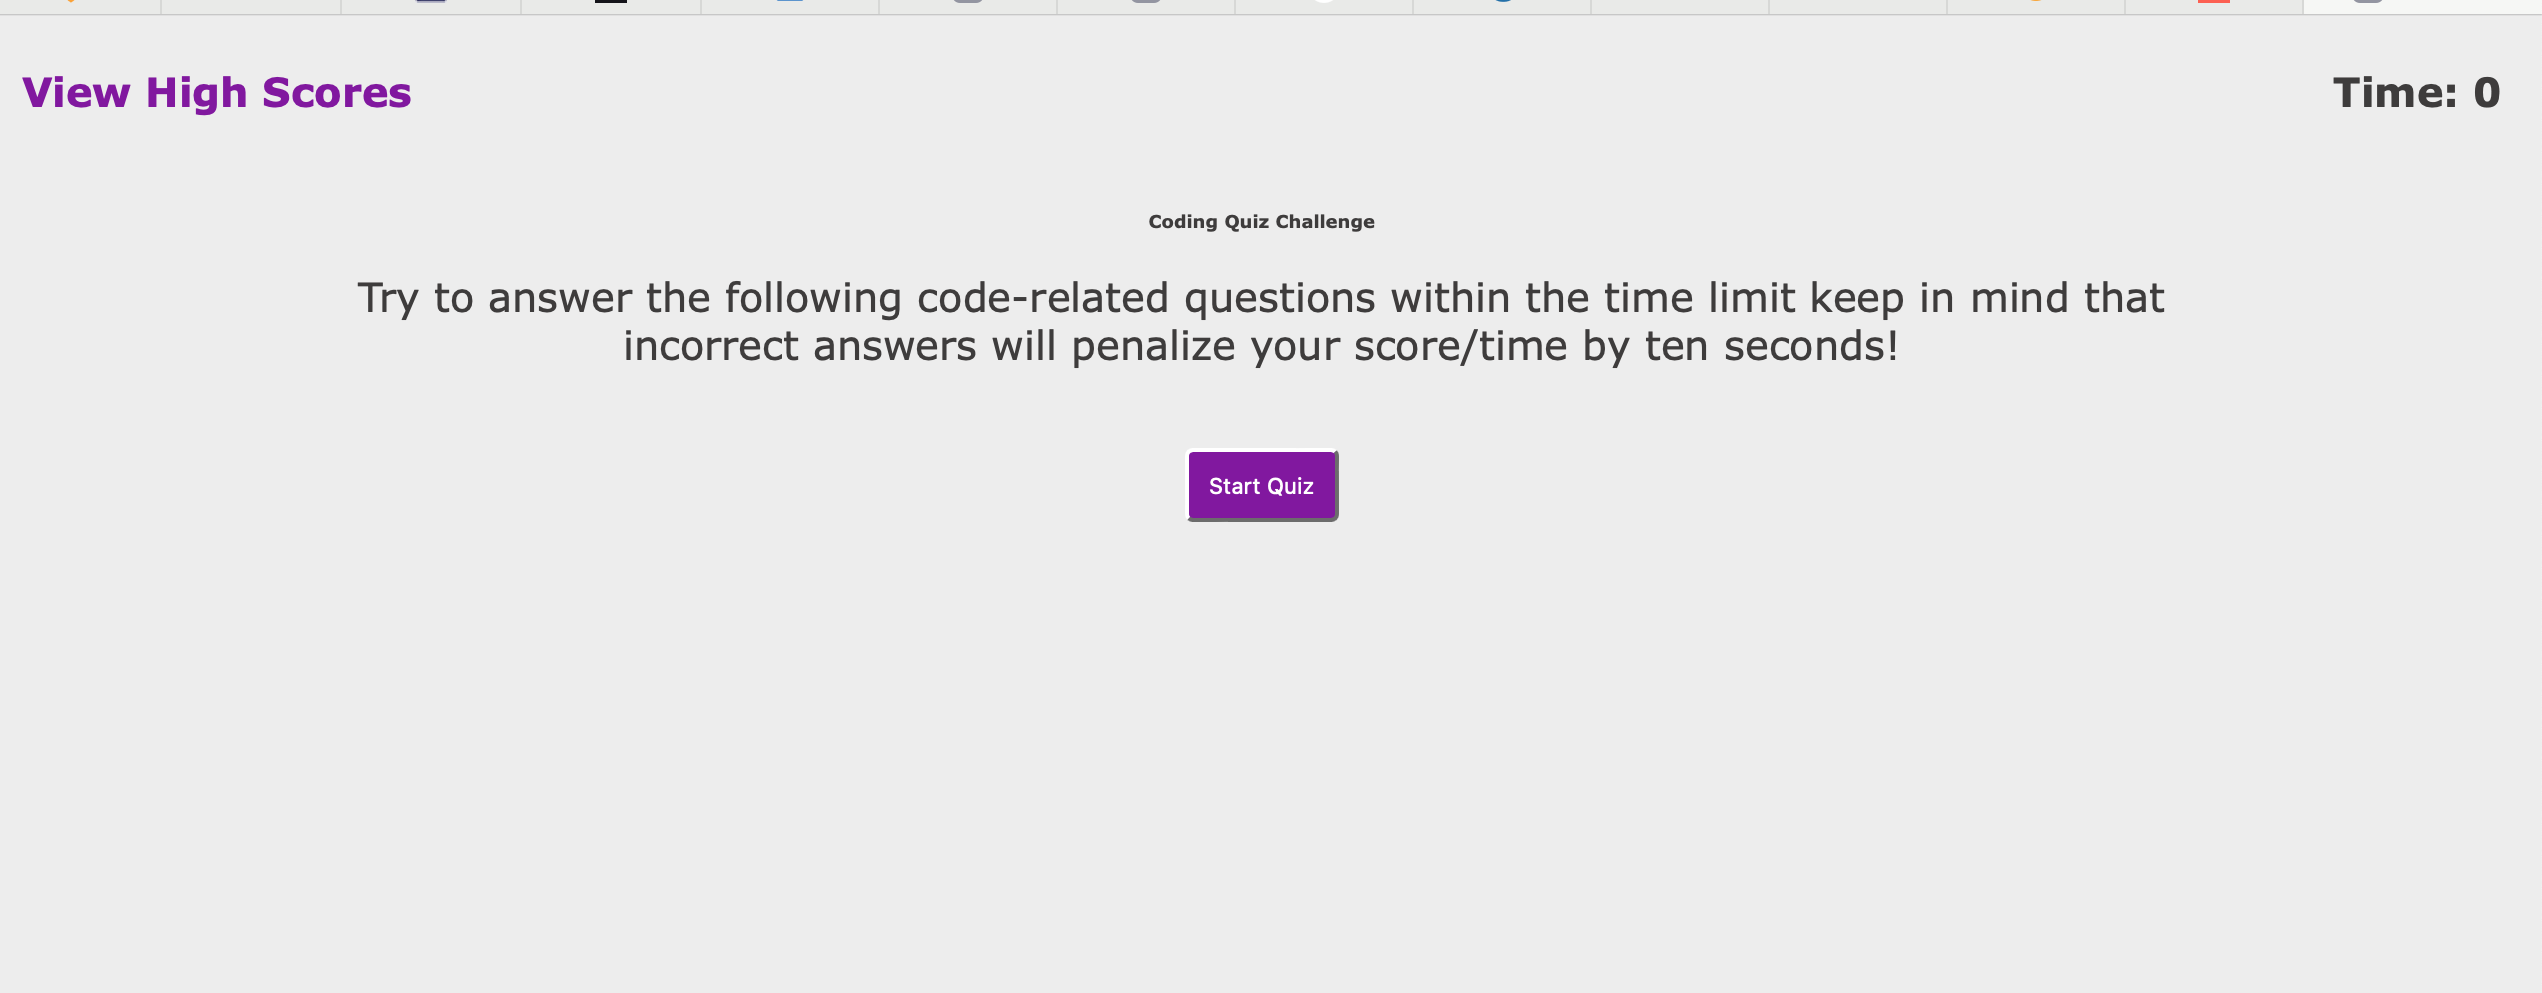 View High Scores
Time: 0
Coding Quiz Challenge
Try to answer the following code-related questions within the time limit keep in mind that
incorrect answers will penalize your score/time by ten seconds!
Start Quiz